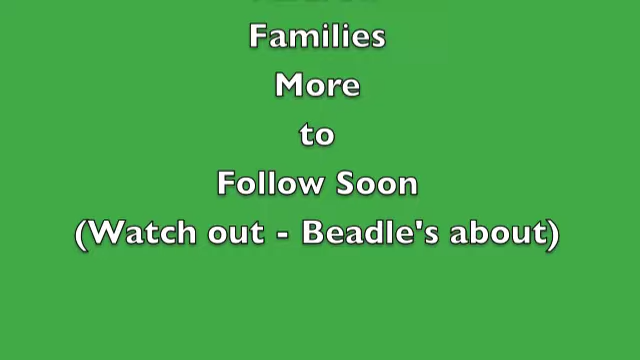 Families
More
to
Follow Soon
(Watch out - Beadle's about)